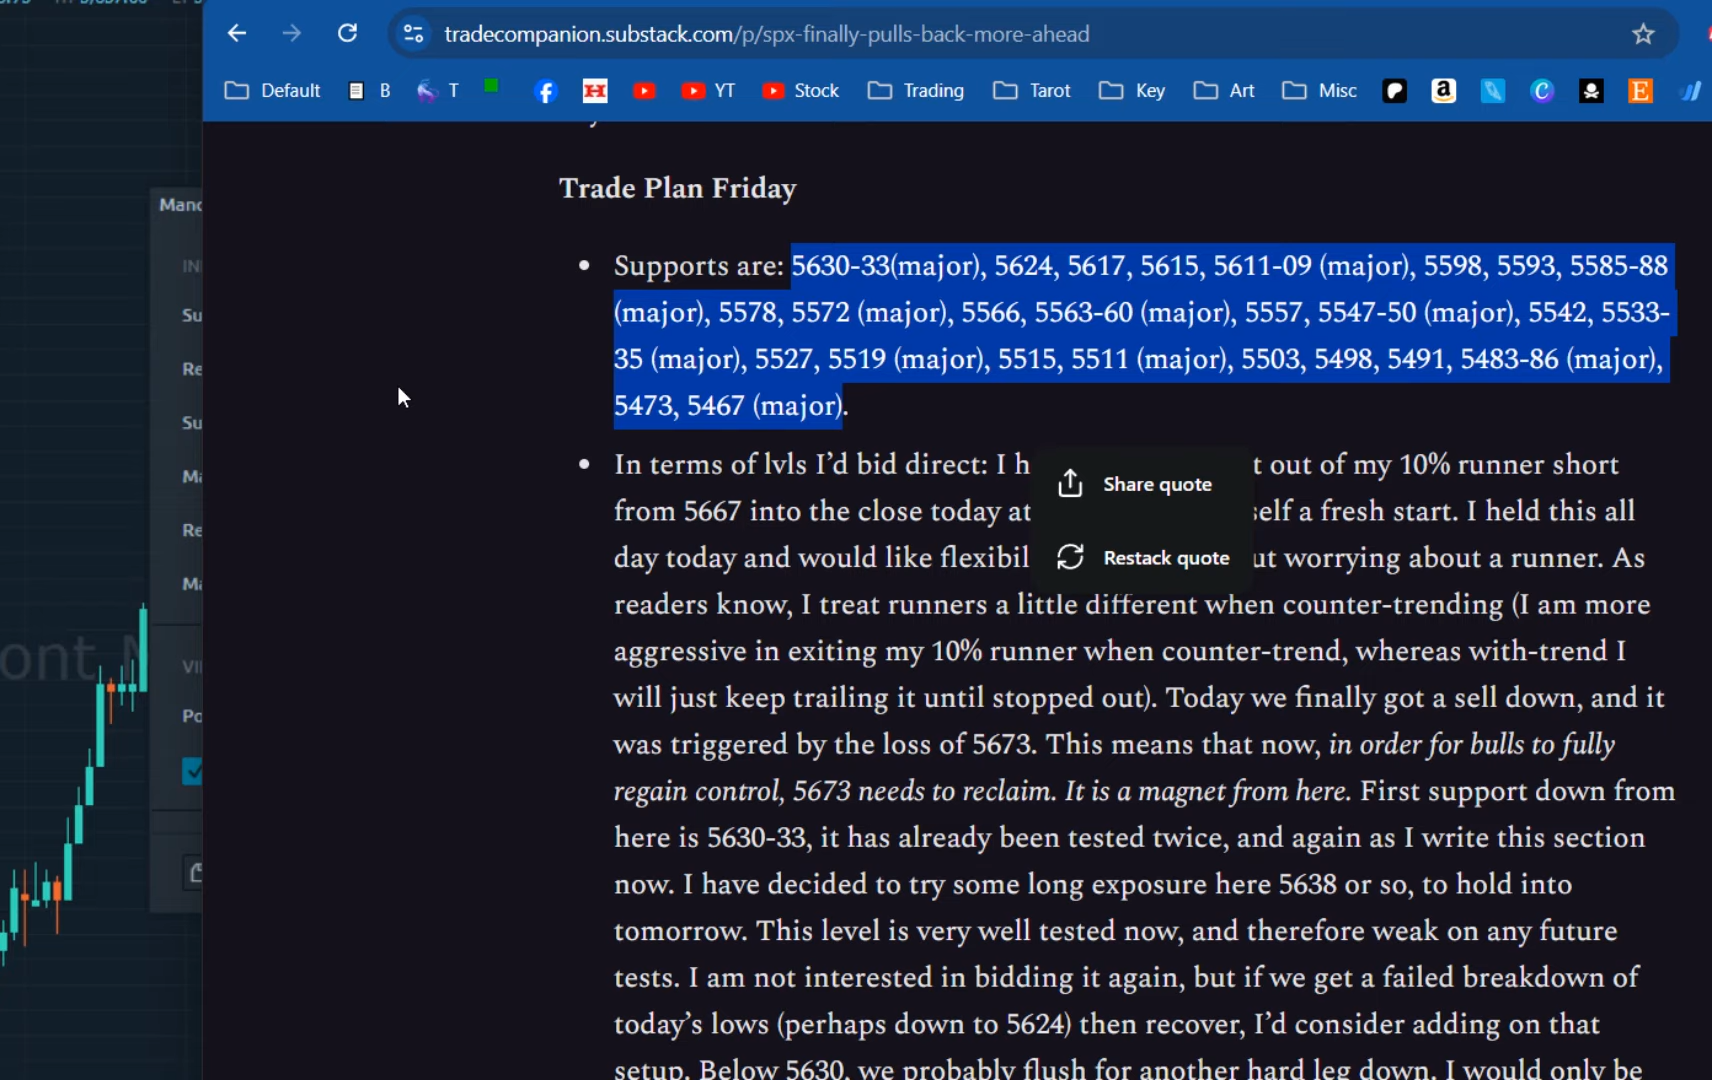 tradecompanion.substack.com/p/spx-finally-pulls-back-more-ahead
Default B T YT Stock Trading Tarot Key Art Misc
Manc
Su
Re
Su
Ma
Re
Ma
Po
ont
Trade Plan Friday
• Supports are: 5630-33(major), 5624, 5617, 5615, 5611-09 (major), 5598, 5593, 5585-88
(major), 5578, 5572 (major), 5566, 5563-60 (major), 5557, 5547-50 (major), 5542, 5533-
35 (major), 5527, 5519 (major), 5515, 5511 (major), 5503, 5498, 5491, 5483-86 (major),
5473, 5467 (major).
• In terms of lvls I’d bid direct: I h t out of my 10% runner short
from 5667 into the close today at self a fresh start. I held this all
day today and would like flexibil ut worrying about a runner. As
Share quote
Restack quote
readers know, I treat runners a little different when counter-trending (I am more
aggressive in exiting my 10% runner when counter-trend, whereas with-trend I
will just keep trailing it until stopped out). Today we finally got a sell down, and it
was triggered by the loss of 5673. This means that now, in order for bulls to fully
regain control, 5673 needs to reclaim. It is a magnet from here. First support down from
here is 5630-33, it has already been tested twice, and again as I write this section
now. I have decided to try some long exposure here 5638 or so, to hold into
tomorrow. This level is very well tested now, and therefore weak on any future
tests. I am not interested in bidding it again, but if we get a failed breakdown of
today’s lows (perhaps down to 5624) then recover, I’d consider adding on that
setup. Below 5630, we probably flush for another hard leg down. I would only be